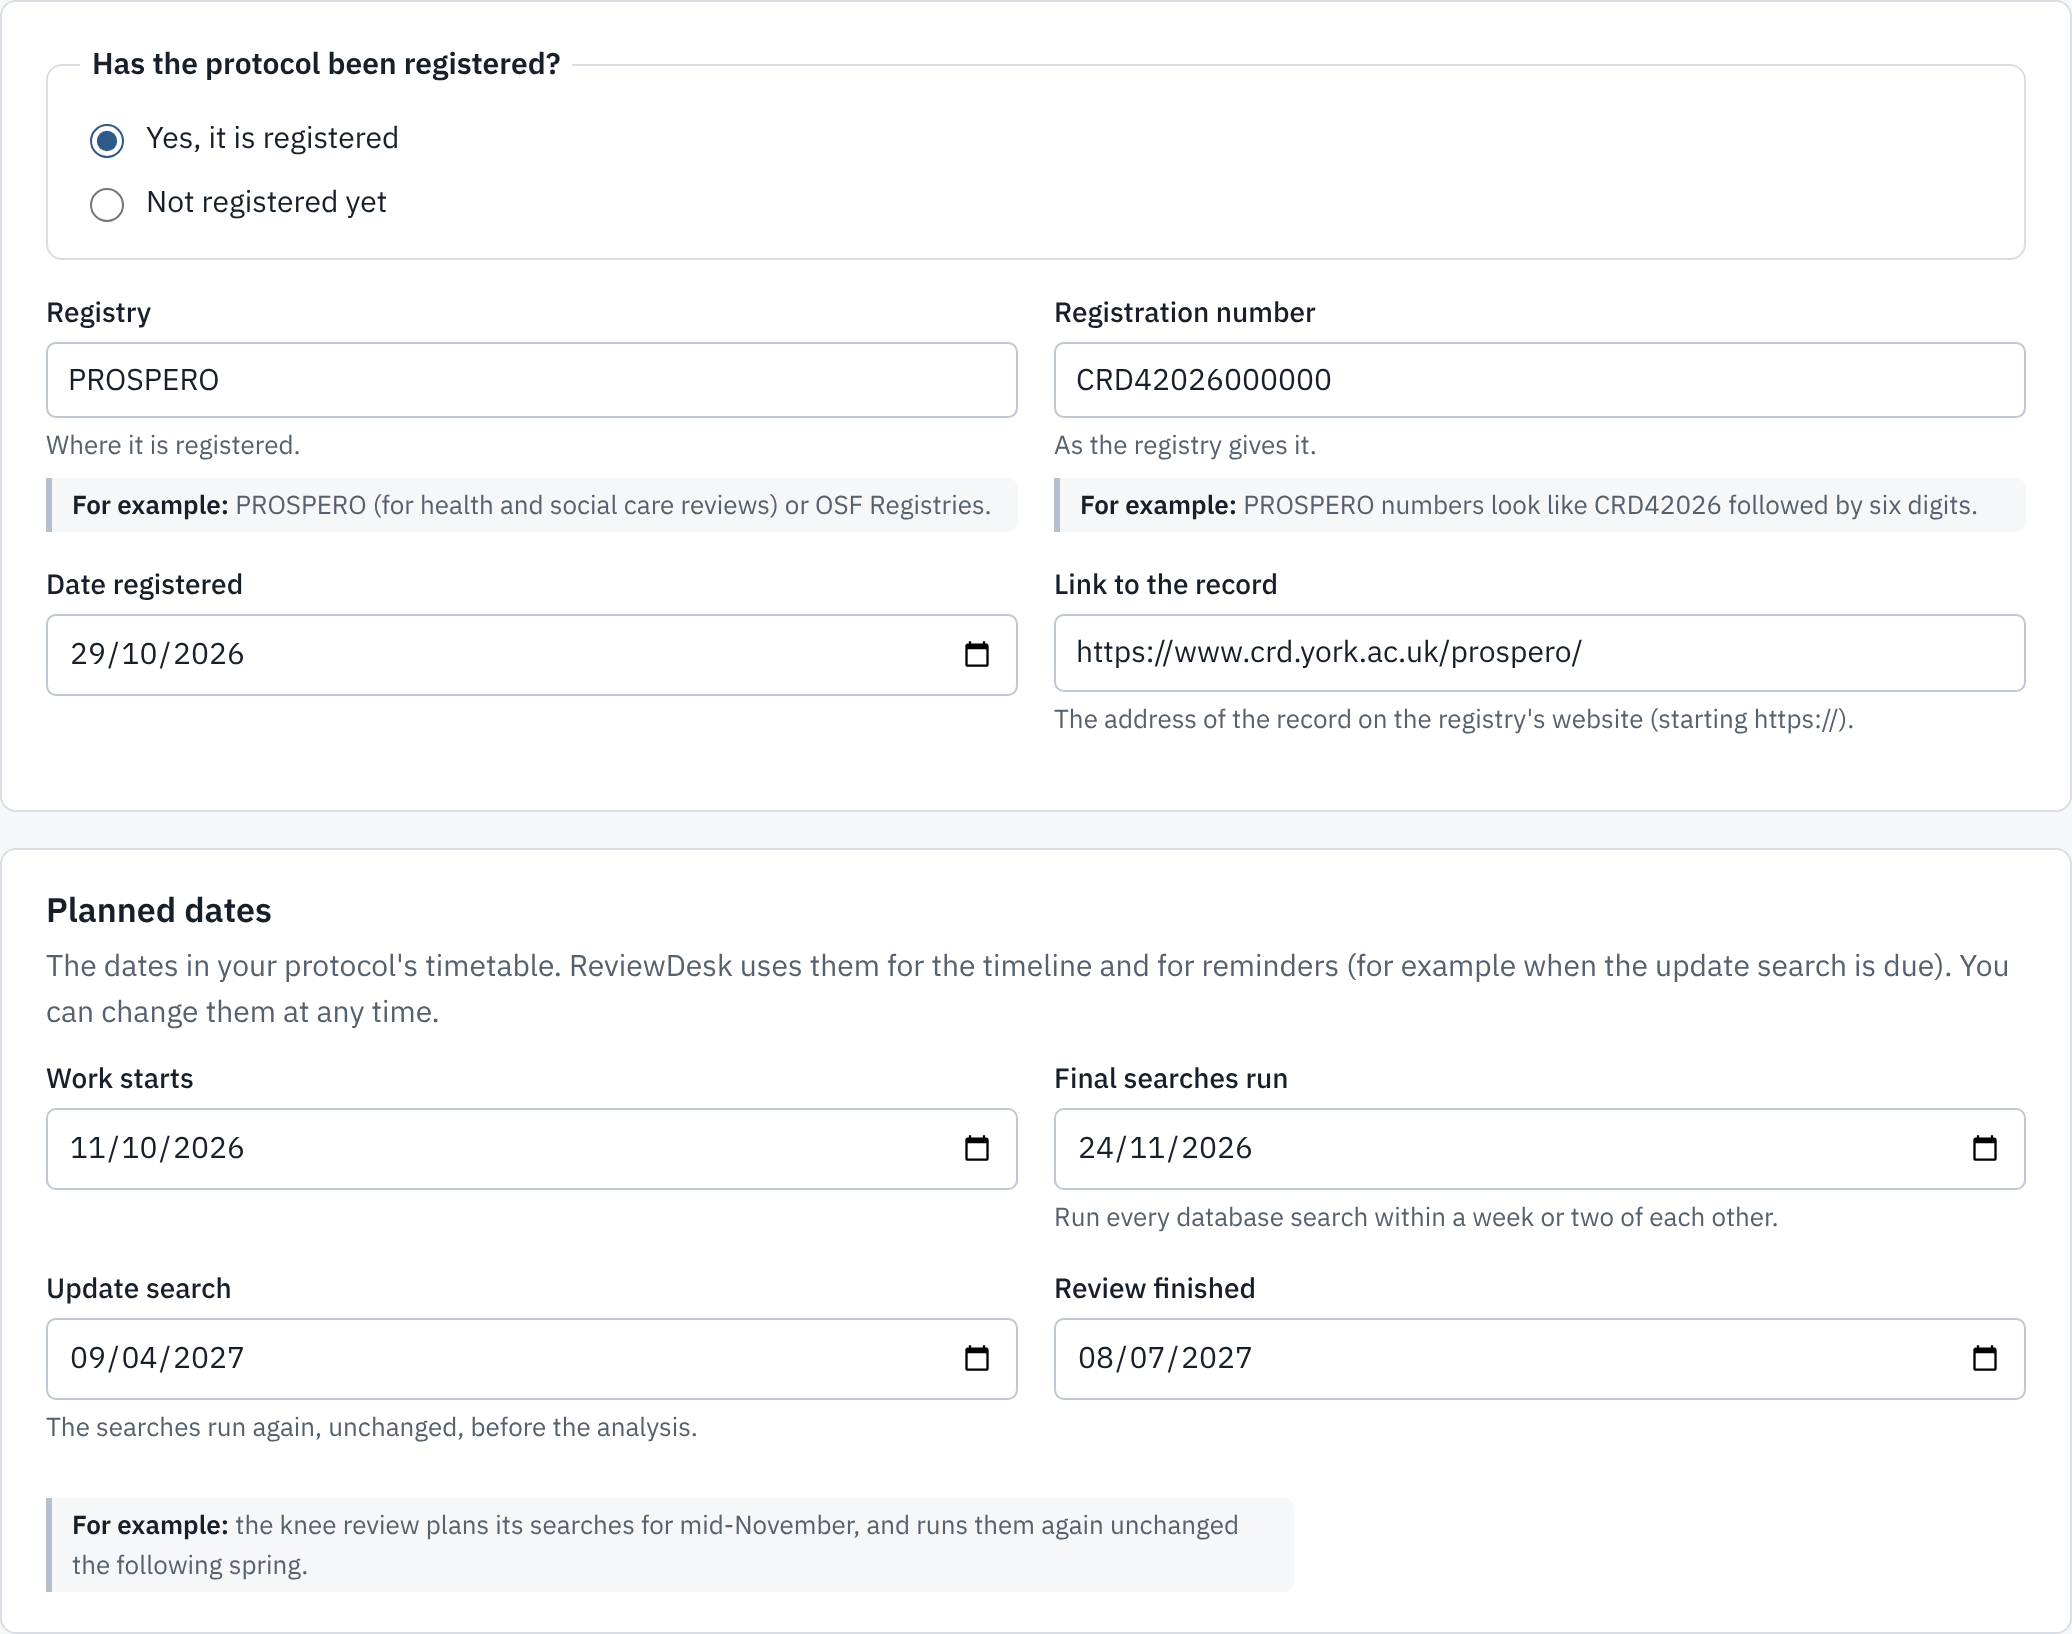 Has the protocol been registered?
Yes, it is registered
Not registered yet
Registry
PROSPERO
Where it is registered.
For example: PROSPERO (for health and social care reviews) or OSF Registries.
Registration number
CRD42026000000
As the registry gives it.
For example: PROSPERO numbers look like CRD42026 followed by six digits.
Date registered
29/10/2026
Link to the record
https://www.crd.york.ac.uk/prospero/
The address of the record on the registry's website (starting https://).
Planned dates
The dates in your protocol's timetable. ReviewDesk uses them for the timeline and for reminders (for example when the update search is due). You
can change them at any time.
Work starts
11/10/2026
Final searches run
24/11/2026
Run every database search within a week or two of each other.
Update search
09/04/2027
The searches run again, unchanged, before the analysis.
Review finished
08/07/2027
For example: the knee review plans its searches for mid-November, and runs them again unchanged
the following spring.